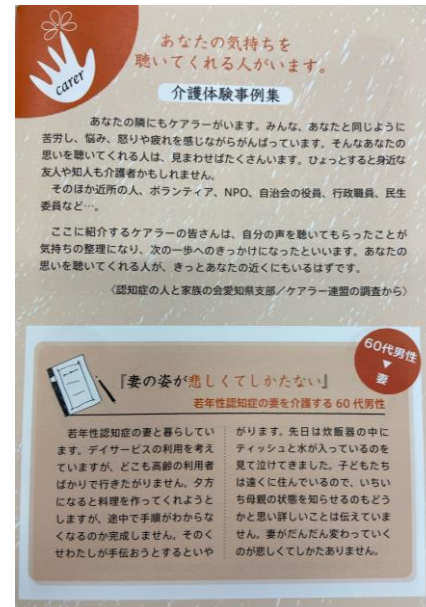 carer
あなたの気持ちを
聴いてくれる人がいます。
介護体験事例集
あなたの隣にもケアラーがいます。みんな、あなたと同じように
苦労し、悩み、怒りや疲れを感じながらがんばっています。そんなあなたの
思いを聴いてくれる人は、見まわせばたくさんいます。ひょっとすると身近な
友人や知人も介護者かもしれません。
そのほか近所の人、ボランティア、NPO、自治会の役員、行政職員、民生
委員など…。
ここに紹介するケアラーの皆さんは、自分の声を聴いてもらったことが
気持ちの整理になり、次の一歩へのきっかけになったといいます。あなたの
思いを聴いてくれる人が、きっとあなたの近くにもいるはずです。
〈認知症の人と家族の会愛知県支部／ケアラー連盟の調査から〉
60代男性
▼
妻
『妻の姿が悲しくてしかたない』
若年性認知症の妻を介護する 60 代男性
若年性認知症の妻と暮らしてい
ます。デイサービスの利用を考え
ていますが、どこも高齢の利用者
ばかりで行きたがりません。夕方
になると料理を作ってくれようと
しますが、途中で手順がわからな
くなるのか完成しません。そのく
せわたしが手伝おうとするといや
がります。先日は炊飯器の中に
ティッシュと水が入っているのを
見て泣けてきました。子どもたち
は遠くに住んでいるので、いちい
ち母親の状態を知らせるのもどう
かと思い詳しいことは伝えていま
せん。妻がだんだん変わっていく
のが悲しくてしかたありません。